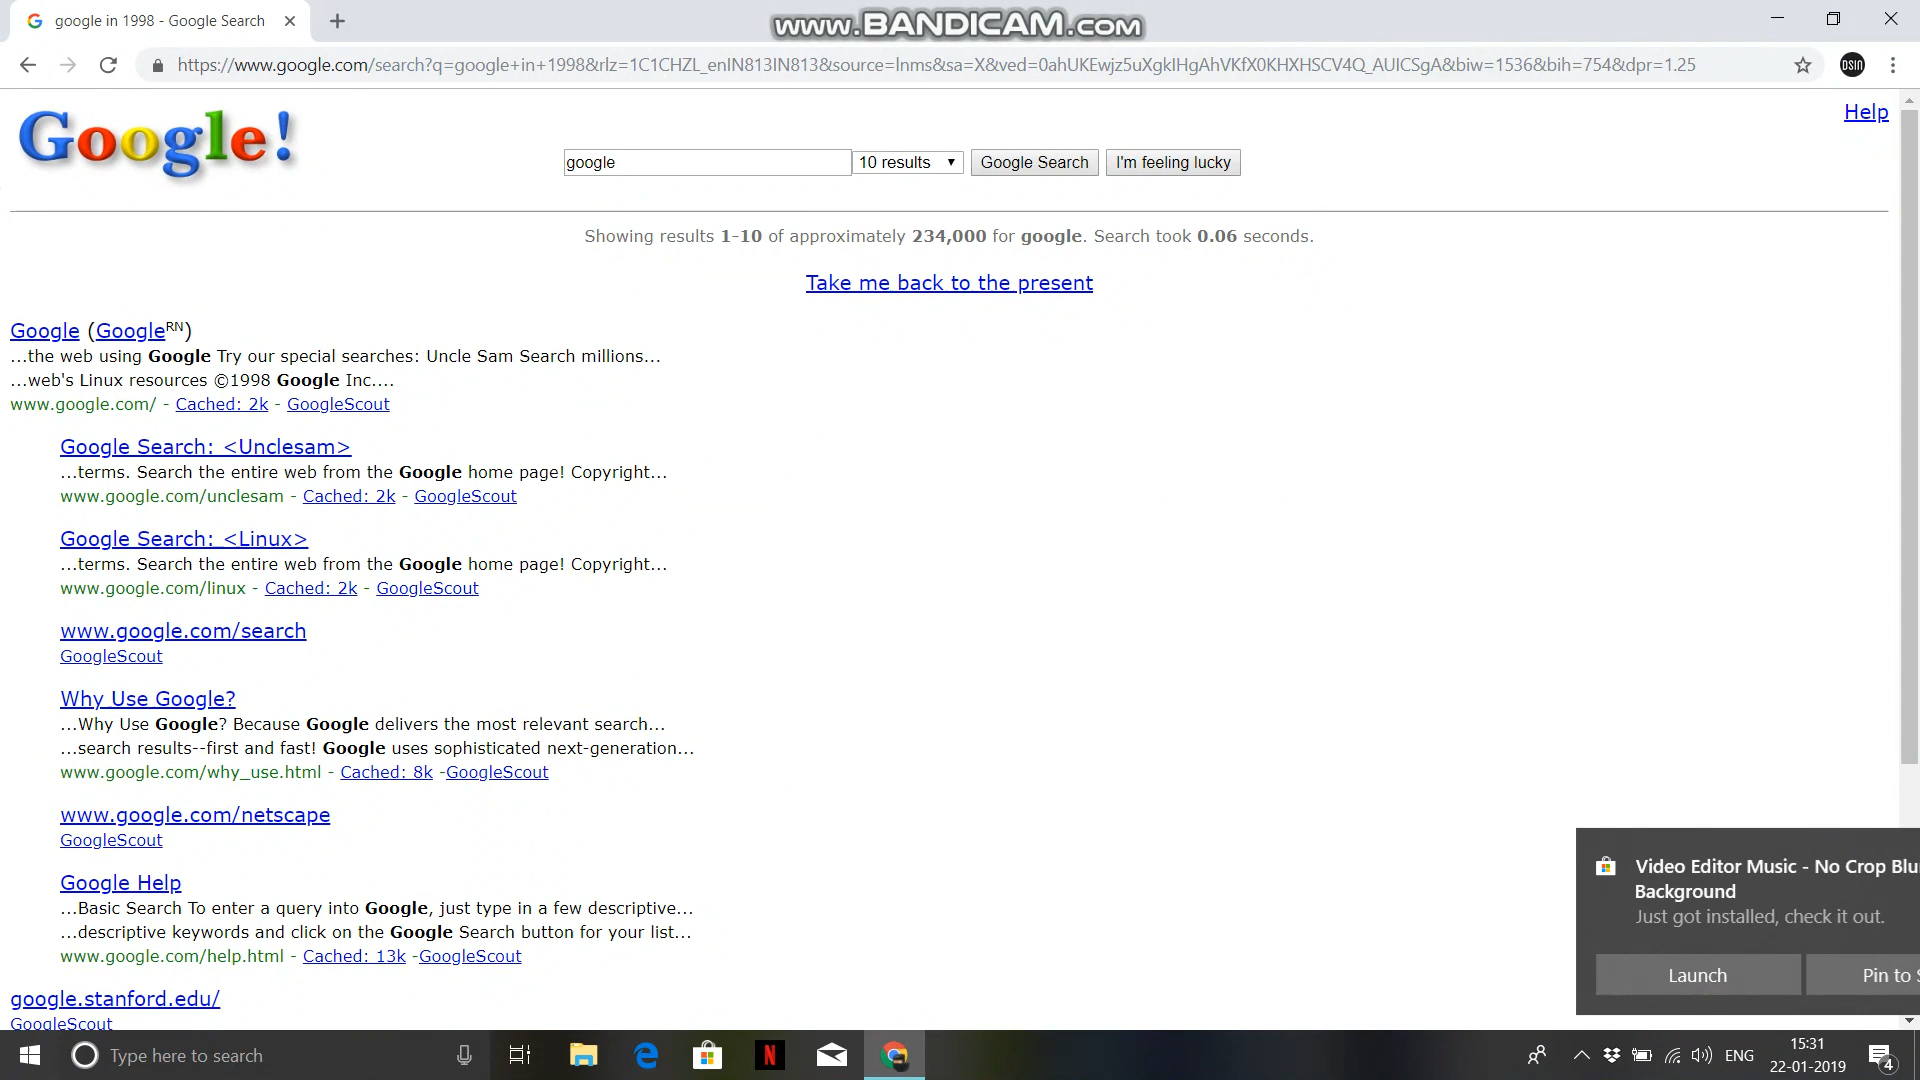 google in 1998 - Google Search
www.BANDICAM.com
https://www.google.com/search?q=google+in+1998&rlz=1C1CHZL_enIN813IN813&source=lnms&sa=X&ved=0ahUKEwjz5uXgkIHgAhVKfX0KHXHSCV4Q_AUICSgA&biw=1536&bih=754&dpr=1.25
DSIN
Google!
Help
google
10 results
Google Search
I'm feeling lucky
Showing results 1-10 of approximately 234,000 for google. Search took 0.06 seconds.
Take me back to the present
Google (GoogleRN)
...the web using Google Try our special searches: Uncle Sam Search millions...
...web's Linux resources ©1998 Google Inc....
www.google.com/ - Cached: 2k - GoogleScout
Google Search: <Unclesam>
...terms. Search the entire web from the Google home page! Copyright...
www.google.com/unclesam - Cached: 2k - GoogleScout
Google Search: <Linux>
...terms. Search the entire web from the Google home page! Copyright...
www.google.com/linux - Cached: 2k - GoogleScout
www.google.com/search
GoogleScout
Why Use Google?
...Why Use Google? Because Google delivers the most relevant search...
...search results--first and fast! Google uses sophisticated next-generation...
www.google.com/why_use.html - Cached: 8k -GoogleScout
www.google.com/netscape
GoogleScout
Google Help
...Basic Search To enter a query into Google, just type in a few descriptive...
...descriptive keywords and click on the Google Search button for your list...
www.google.com/help.html - Cached: 13k -GoogleScout
google.stanford.edu/
GoogleScout
Video Editor Music - No Crop Blu
Background
Just got installed, check it out.
Launch
Pin to S
Type here to search
N
ENG
15:31
22-01-2019
4